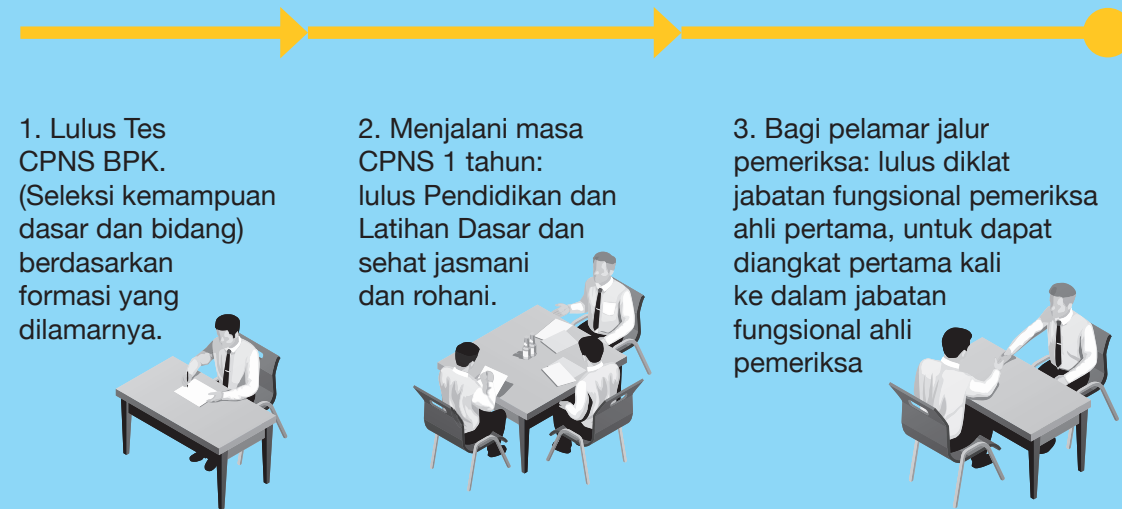 1. Lulus Tes
CPNS BPK.
(Seleksi kemampuan
dasar dan bidang)
berdasarkan
formasi yang
dilamarnya.
2. Menjalani masa
CPNS 1 tahun:
lulus Pendidikan dan
Latihan Dasar dan
sehat jasmani
dan rohani.
3. Bagi pelamar jalur
pemeriksa: lulus diklat
jabatan fungsional pemeriksa
ahli pertama, untuk dapat
diangkat pertama kali
ke dalam jabatan
fungsional ahli
pemeriksa